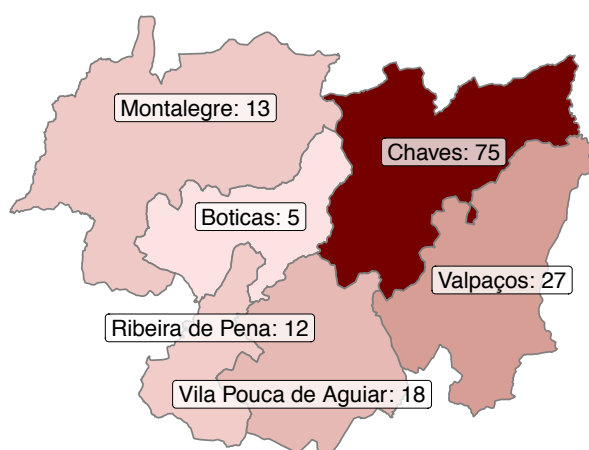 Montalegre: 13
Chaves: 75
Boticas: 5
Valpaços: 27
Ribeira de Pena: 12
Vila Pouca de Aguiar: 18